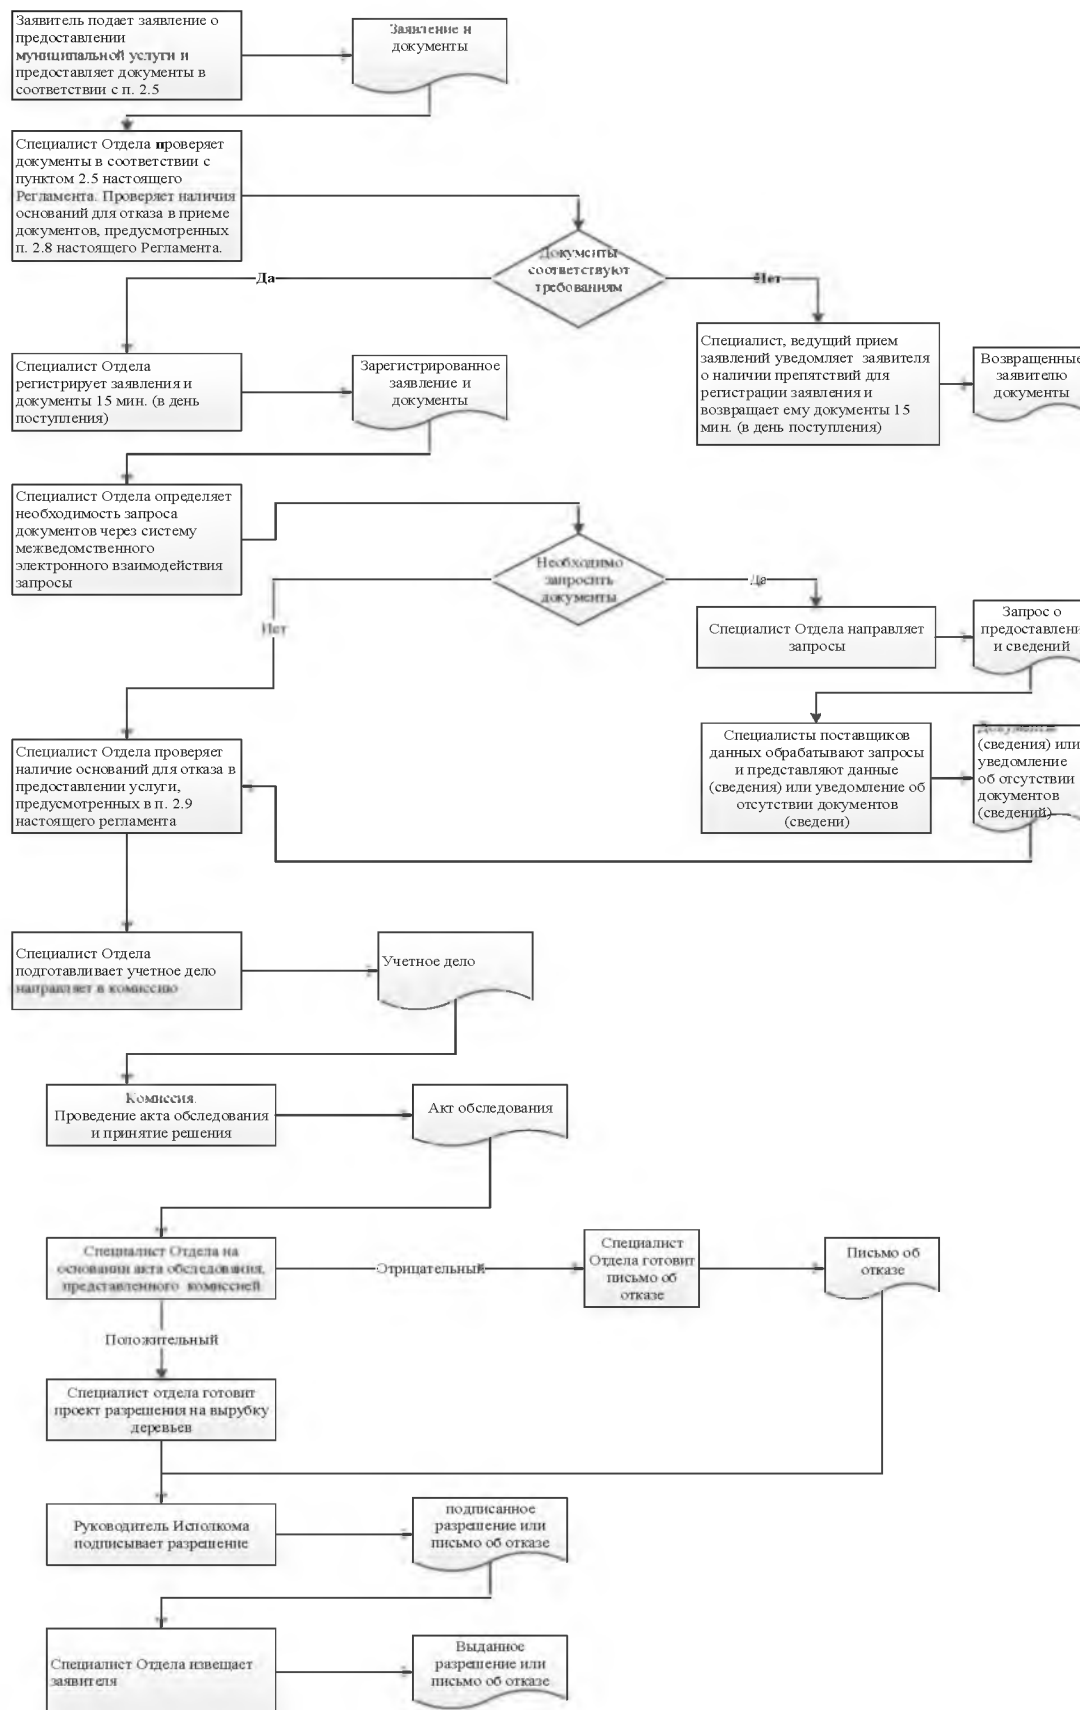 Заявитель подает заявление о
предоставлении
муниципальной услуги и
предоставляет документы в
соответствии с п. 2.5
Заявление и
документы
Специалист Отдела проверяет
документы в соответствии с
пунктом 2.5 настоящего
Регламента. Проверяет наличия
оснований для отказа в приеме
документов, предусмотренных
п. 2.8 настоящего Регламента.
Документы
соответствуют
требованиям
Да
Нет
Специалист Отдела
регистрирует заявления и
документы 15 мин. (в день
поступления)
Зарегистрированное
заявление и
документы
Специалист, ведущий прием
заявлений уведомляет заявителя
о наличии препятствий для
регистрации заявления и
возвращает ему документы 15
мин. (в день поступления)
Возвращенные
заявителю
документы
Специалист Отдела определяет
необходимость запроса
документов через систему
межведомственного
электронного взаимодействия
запросы
Необходимо
запросить
документы
Да
Нет
Специалист Отдела направляет
запросы
Запрос о
предоставлени
и сведений
Специалист Отдела проверяет
наличие оснований для отказа в
предоставлении услуги,
предусмотренных в п. 2.9
настоящего регламента
Специалисты поставщиков
данных обрабатывают запросы
и представляют данные
(сведения) или уведомление об
отсутствии документов
(сведени)
Документы
(сведения) или
уведомление
об отсутствии
документов
(сведений)
Специалист Отдела
подготавливает учетное дело
направляет в комиссию
Учетное дело
Комиссия.
Проведение акта обследования
и принятие решения
Акт обследования
Специалист Отдела на
основании акта обследования,
представленного комиссией
Отрицательный
Специалист
Отдела готовит
письмо об
отказе
Письмо об
отказе
Положительный
Специалист отдела готовит
проект разрешения на вырубку
деревьев
Руководитель Исполкома
подписывает разрешение
подписанное
разрешение или
письмо об отказе
Специалист Отдела извещает
заявителя
Выданное
разрешение или
письмо об отказе